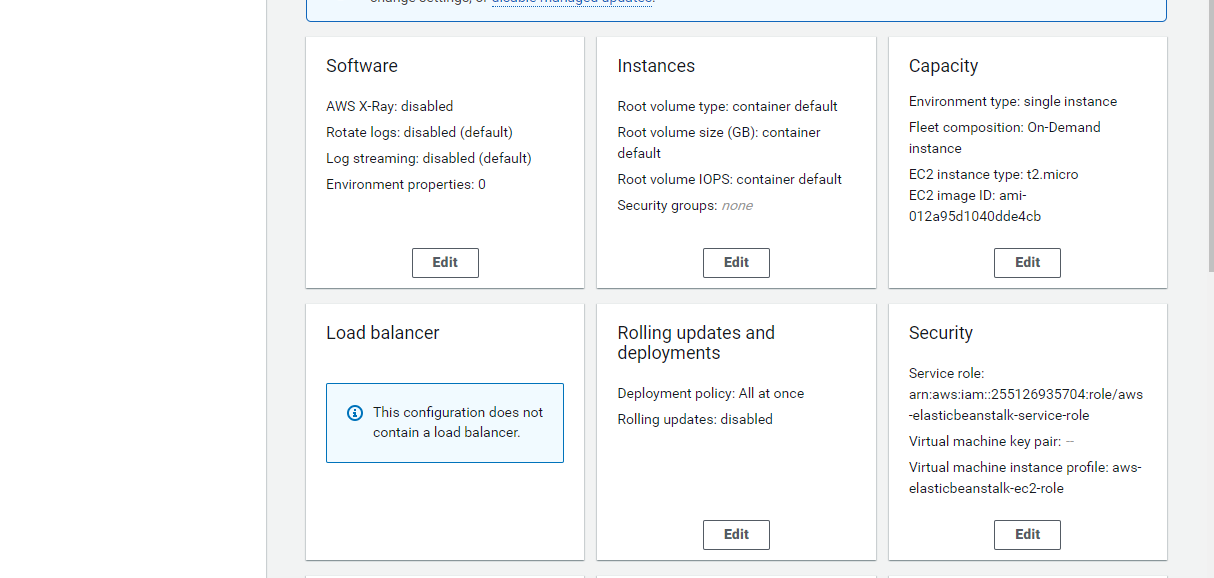 change settings, or disable managed updates.
Software
AWS X-Ray: disabled
Rotate logs: disabled (default)
Log streaming: disabled (default)
Environment properties: 0
Edit
Instances
Root volume type: container default
Root volume size (GB): container
default
Root volume IOPS: container default
Security groups: none
Edit
Capacity
Environment type: single instance
Fleet composition: On-Demand
instance
EC2 instance type: t2.micro
EC2 image ID: ami-
012a95d1040dde4cb
Edit
Load balancer
This configuration does not
contain a load balancer.
Rolling updates and
deployments
Deployment policy: All at once
Rolling updates: disabled
Edit
Security
Service role:
arn:aws:iam::255126935704:role/aws
-elasticbeanstalk-service-role
Virtual machine key pair: --
Virtual machine instance profile: aws-
elasticbeanstalk-ec2-role
Edit